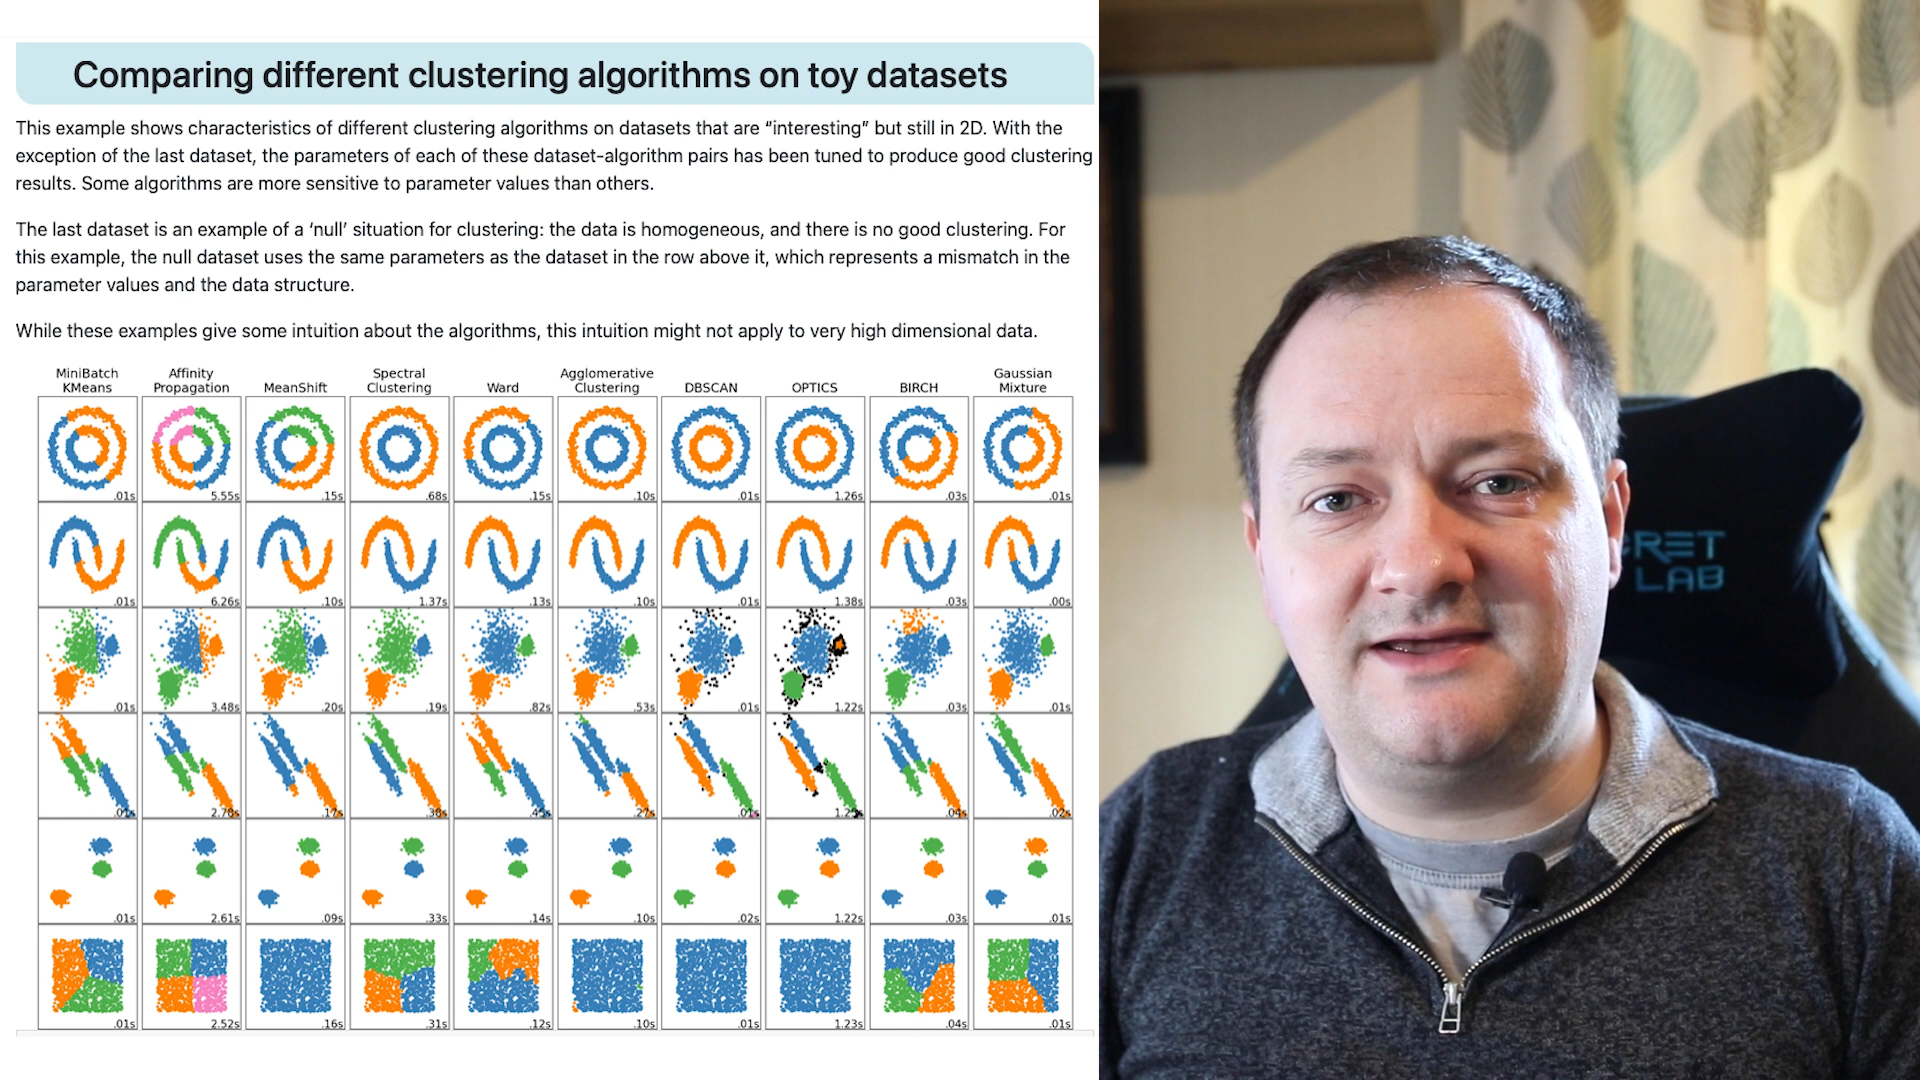 Comparing different clustering algorithms on toy datasets
This example shows characteristics of different clustering algorithms on datasets that are “interesting” but still in 2D. With the
exception of the last dataset, the parameters of each of these dataset-algorithm pairs has been tuned to produce good clustering
results. Some algorithms are more sensitive to parameter values than others.
The last dataset is an example of a ‘null’ situation for clustering: the data is homogeneous, and there is no good clustering. For
this example, the null dataset uses the same parameters as the dataset in the row above it, which represents a mismatch in the
parameter values and the data structure.
While these examples give some intuition about the algorithms, this intuition might not apply to very high dimensional data.
MiniBatch
KMeans
Affinity
Propagation
MeanShift
Spectral
Clustering
Ward
Agglomerative
Clustering
DBSCAN
OPTICS
BIRCH
Gaussian
Mixture
.01s 5.55s .15s .68s .15s .10s .01s 1.26s .03s .01s
.01s 6.26s .10s 1.37s .13s .10s .01s 1.38s .03s .00s
.01s 3.48s .20s .19s .82s .53s .01s 1.22s .03s .01s
.01s 2.78s .17s .38s .45s .27s .01s 1.25s .04s .02s
.01s 2.61s .09s .33s .14s .10s .02s 1.22s .03s .01s
.01s 2.52s .16s .31s .12s .10s .01s 1.23s .04s .01s
RET
LAB